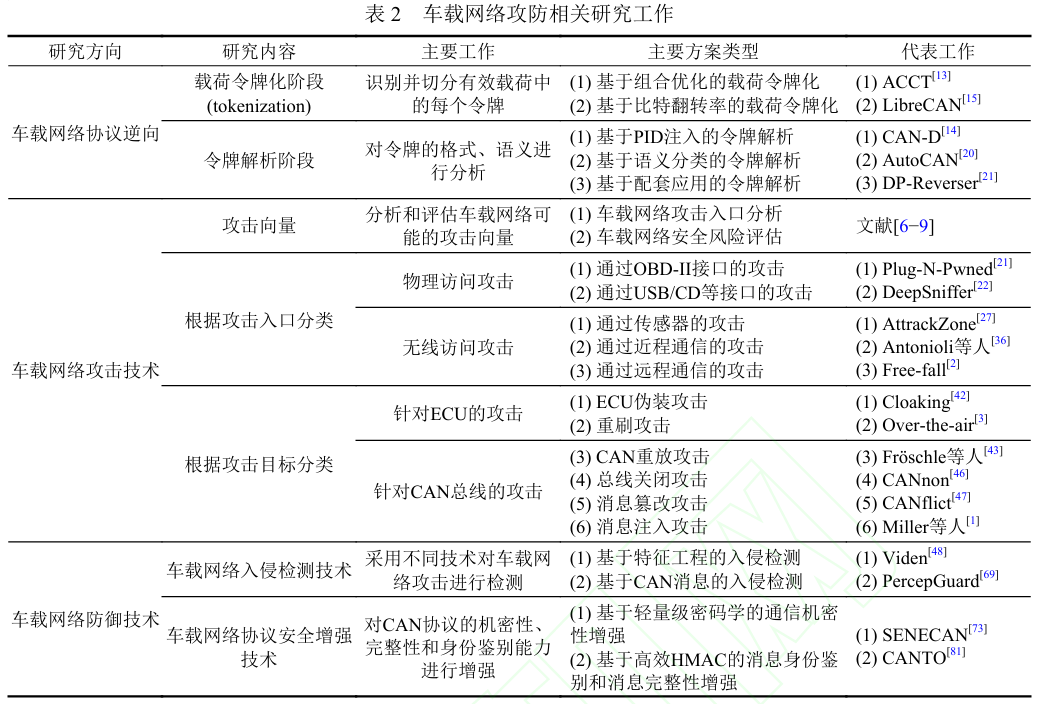 表 2 车载网络攻防相关研究工作
研究方向 研究内容 主要工作 主要方案类型 代表工作
车载网络协议逆向
载荷令牌化阶段
(tokenization)
识别并切分有效载荷中
的每个令牌
(1) 基于组合优化的载荷令牌化
(2) 基于比特翻转率的载荷令牌化
(1) ACCT[13]
(2) LibreCAN[15]
令牌解析阶段
对令牌的格式、语义进
行分析
(1) 基于PID注入的令牌解析
(2) 基于语义分类的令牌解析
(3) 基于配套应用的令牌解析
(1) CAN-D[14]
(2) AutoCAN[20]
(3) DP-Reverser[21]
车载网络攻击技术
攻击向量
分析和评估车载网络可
能的攻击向量
(1) 车载网络攻击入口分析
(2) 车载网络安全风险评估
文献[6−9]
根据攻击入口分类
物理访问攻击
(1) 通过OBD-II接口的攻击
(2) 通过USB/CD等接口的攻击
(1) Plug-N-Pwned[21]
(2) DeepSniffer[22]
无线访问攻击
(1) 通过传感器的攻击
(2) 通过近程通信的攻击
(3) 通过远程通信的攻击
(1) AttrackZone[27]
(2) Antonioli等人[36]
(3) Free-fall[2]
根据攻击目标分类
针对ECU的攻击
(1) ECU伪装攻击
(2) 重刷攻击
(1) Cloaking[42]
(2) Over-the-air[3]
针对CAN总线的攻击
(3) CAN重放攻击
(4) 总线关闭攻击
(5) 消息篡改攻击
(6) 消息注入攻击
(3) Fröschle等人[43]
(4) CANnon[46]
(5) CANflict[47]
(6) Miller等人[1]
车载网络防御技术
车载网络入侵检测技术
采用不同技术对车载网
络攻击进行检测
(1) 基于特征工程的入侵检测
(2) 基于CAN消息的入侵检测
(1) Viden[48]
(2) PercepGuard[69]
车载网络协议安全增强
技术
对CAN协议的机密性、
完整性和身份鉴别能力
进行增强
(1) 基于轻量级密码学的通信机密
性增强
(2) 基于高效HMAC的消息身份鉴
别和消息完整性增强
(1) SENECAN[73]
(2) CANTO[81]